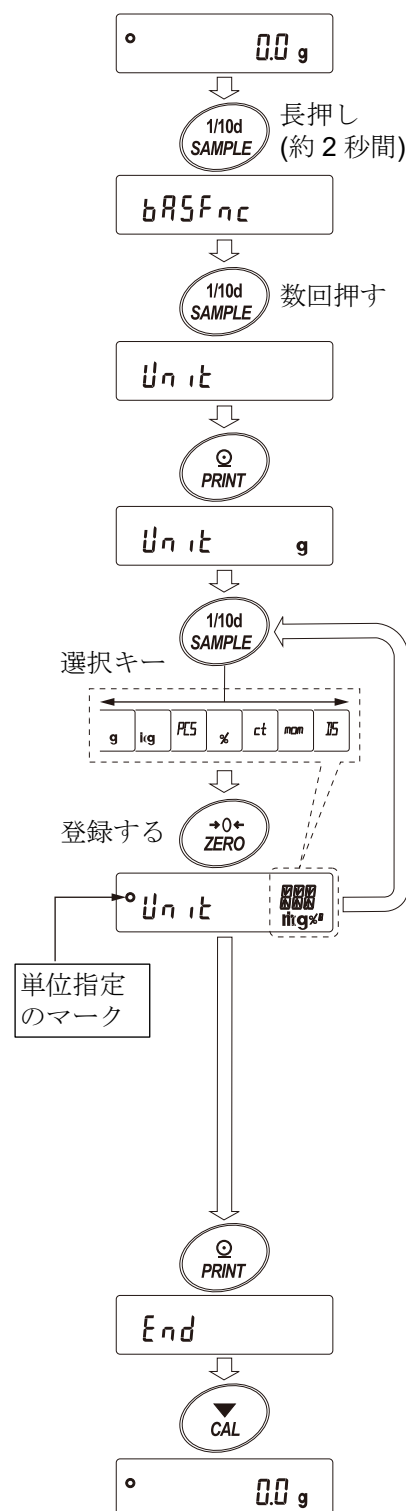 0.0 g
1/10d
SAMPLE
長押し
(約 2 秒間)
bASFnc
1/10d
SAMPLE
数回押す
Unit
PRINT
Unit g
1/10d
SAMPLE
選択キー
g kg PCS % ct mom DS
登録する
→0←
ZERO
Unit
単位指定
のマーク
PRINT
End
CAL
0.0 g